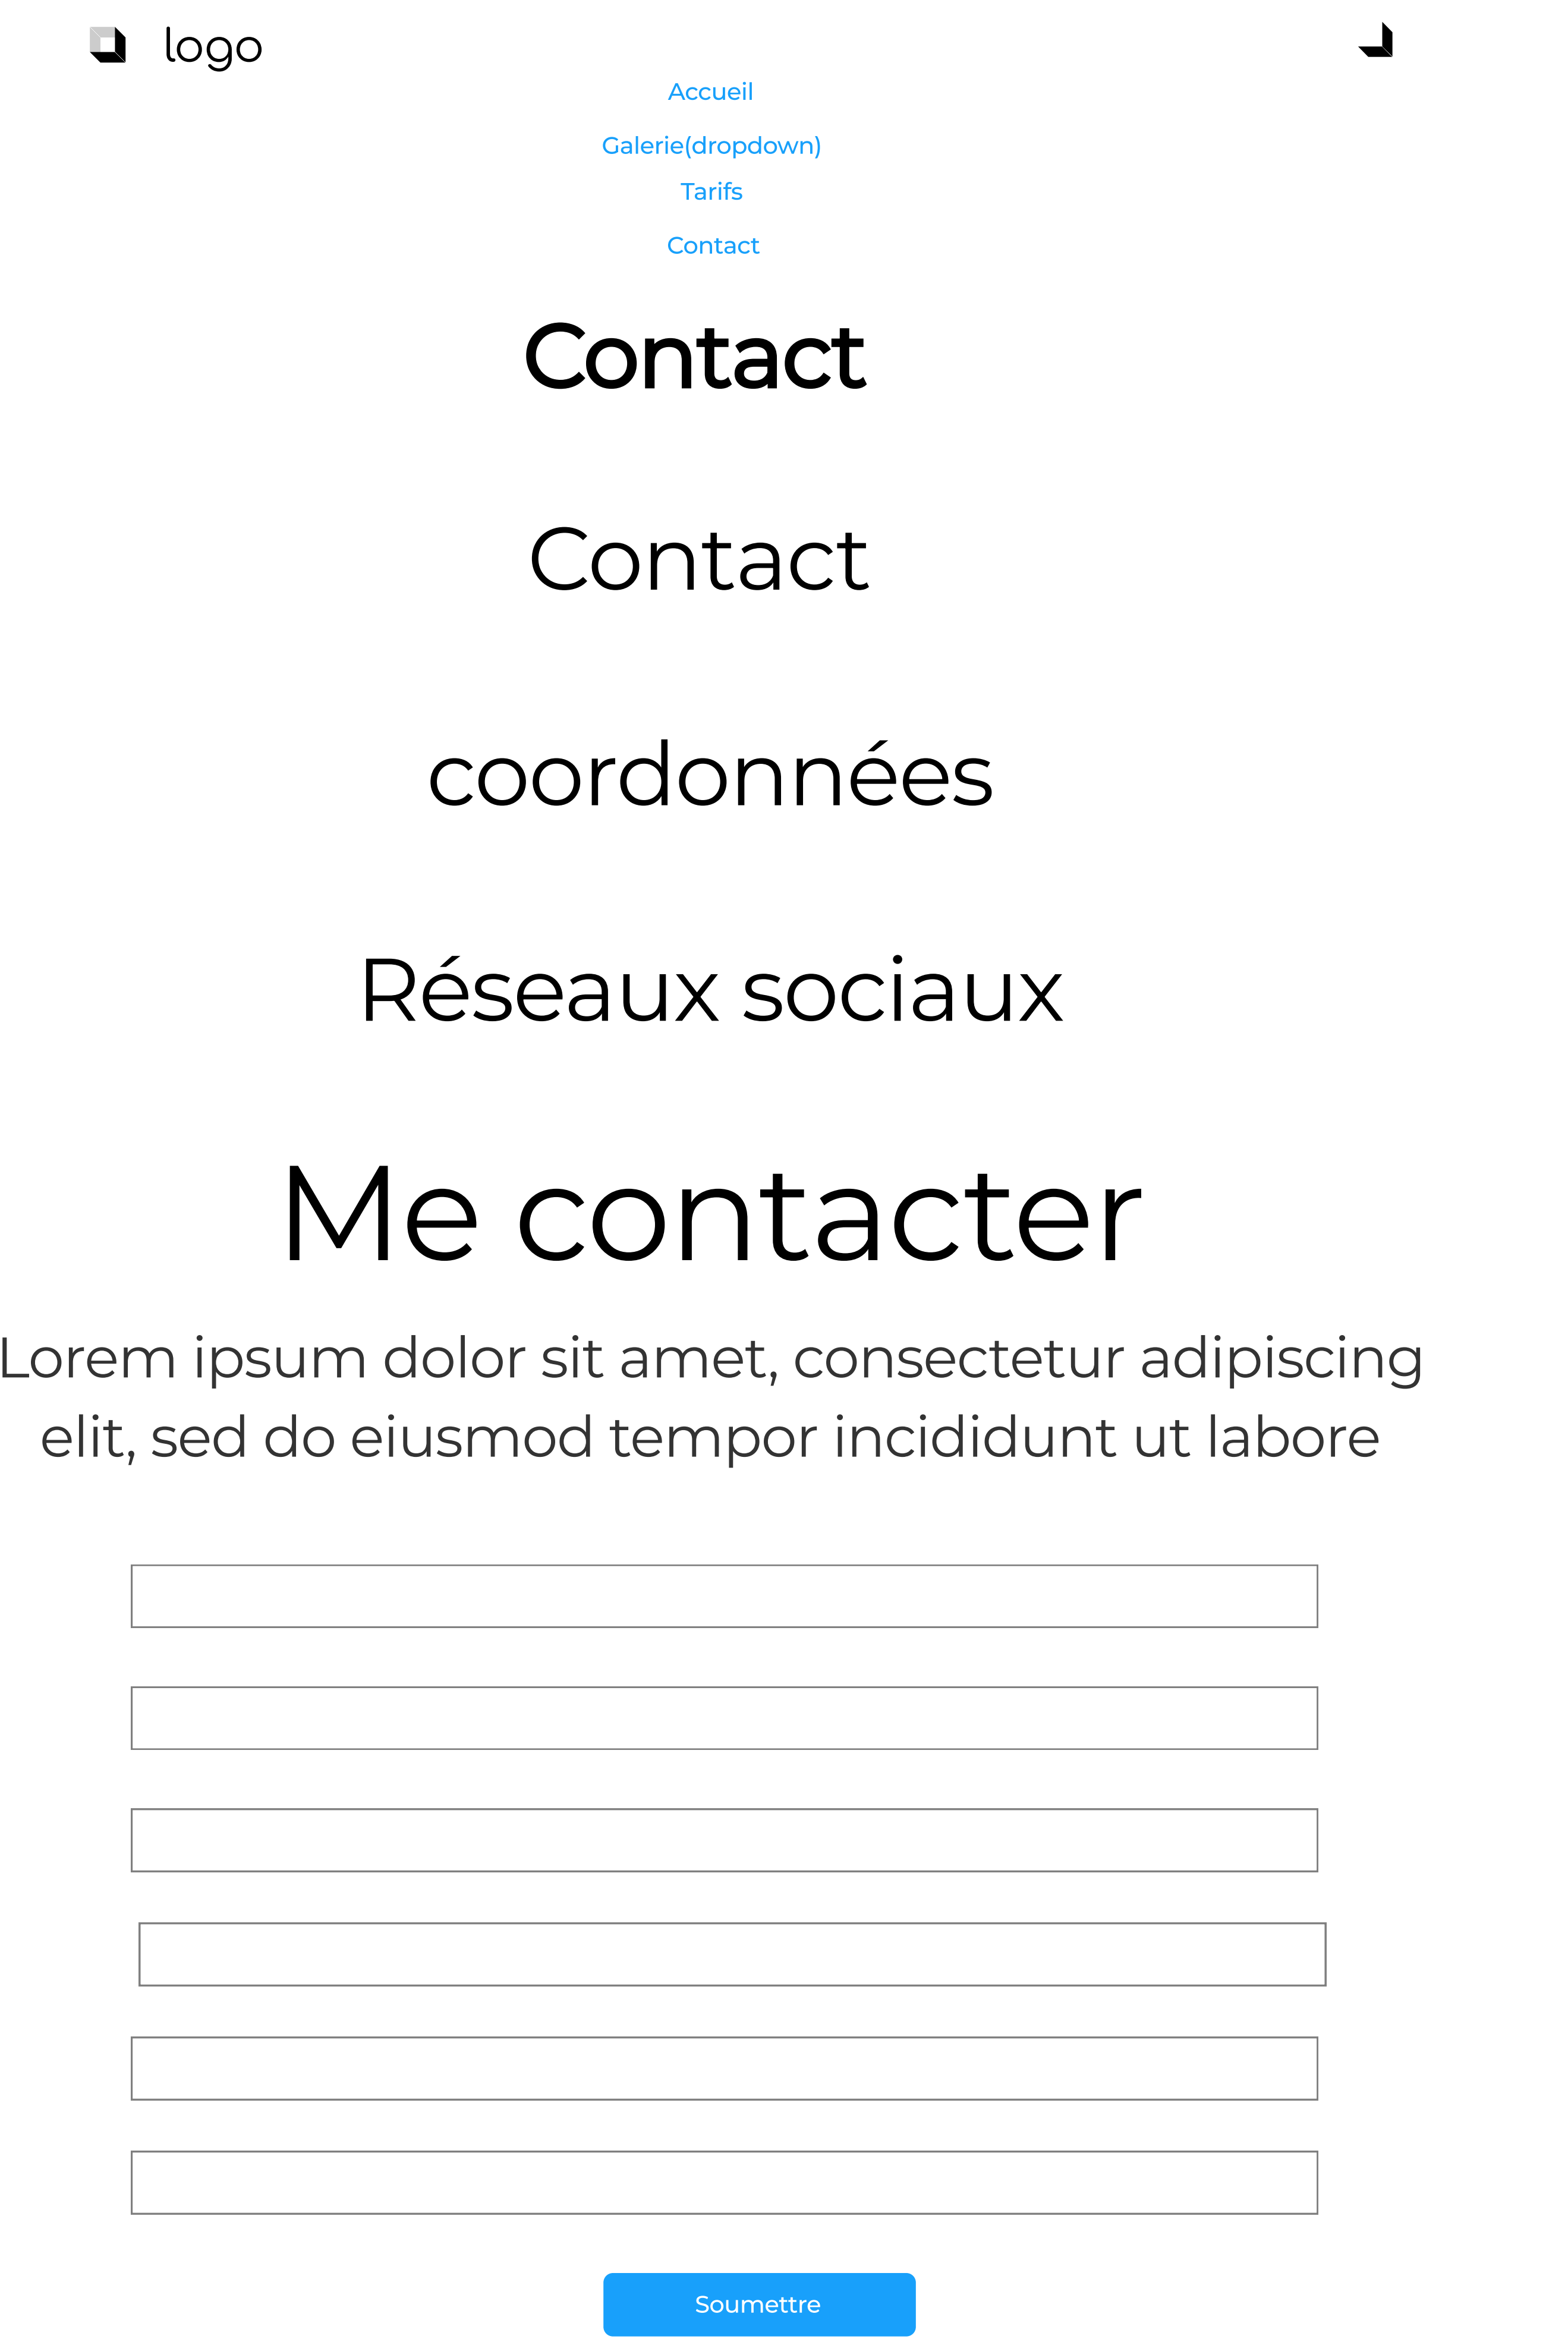 logo
Accueil
Galerie(dropdown)
Tarifs
Contact
Contact
Contact
coordonnées
Réseaux sociaux
Me contacter
Lorem ipsum dolor sit amet, consectetur adipiscing
elit, sed do eiusmod tempor incididunt ut labore
Soumettre